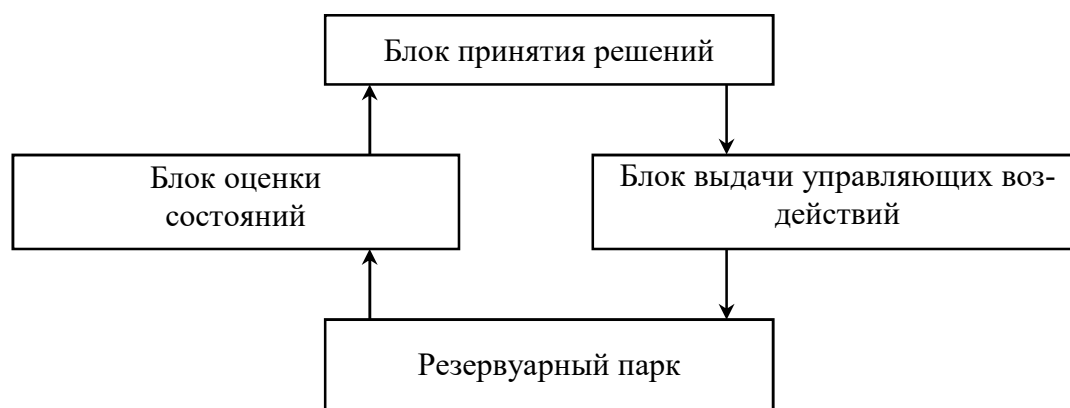 Блок принятия решений
Блок оценки
состояний
Блок выдачи управляющих воз-
действий
Резервуарный парк